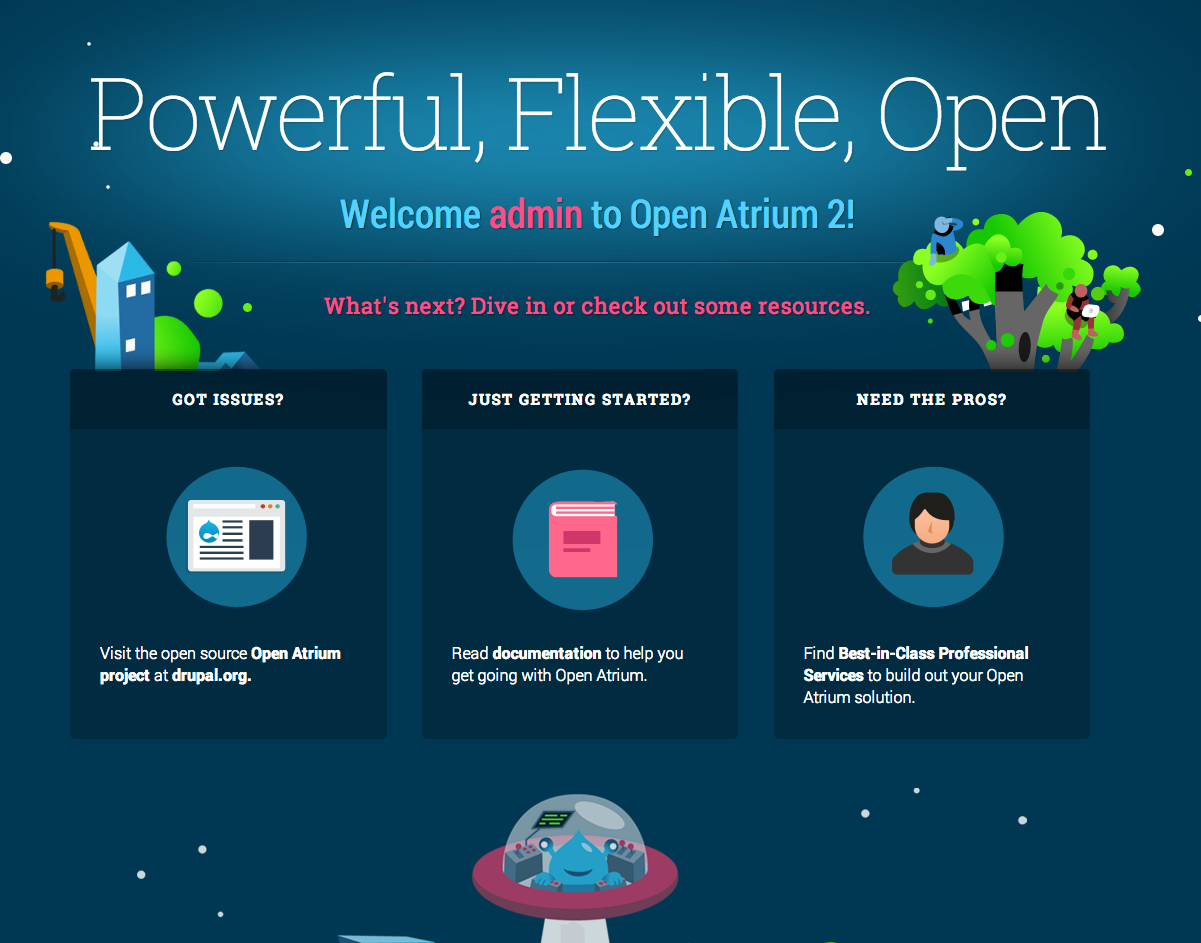 Powerful, Flexible, Open
Welcome admin to Open Atrium 2!
What's next? Dive in or check out some resources.
GOT ISSUES?
Visit the open source Open Atrium
project at drupal.org.
JUST GETTING STARTED?
Read documentation to help you
get going with Open Atrium.
NEED THE PROS?
Find Best-in-Class Professional
Services to build out your Open
Atrium solution.